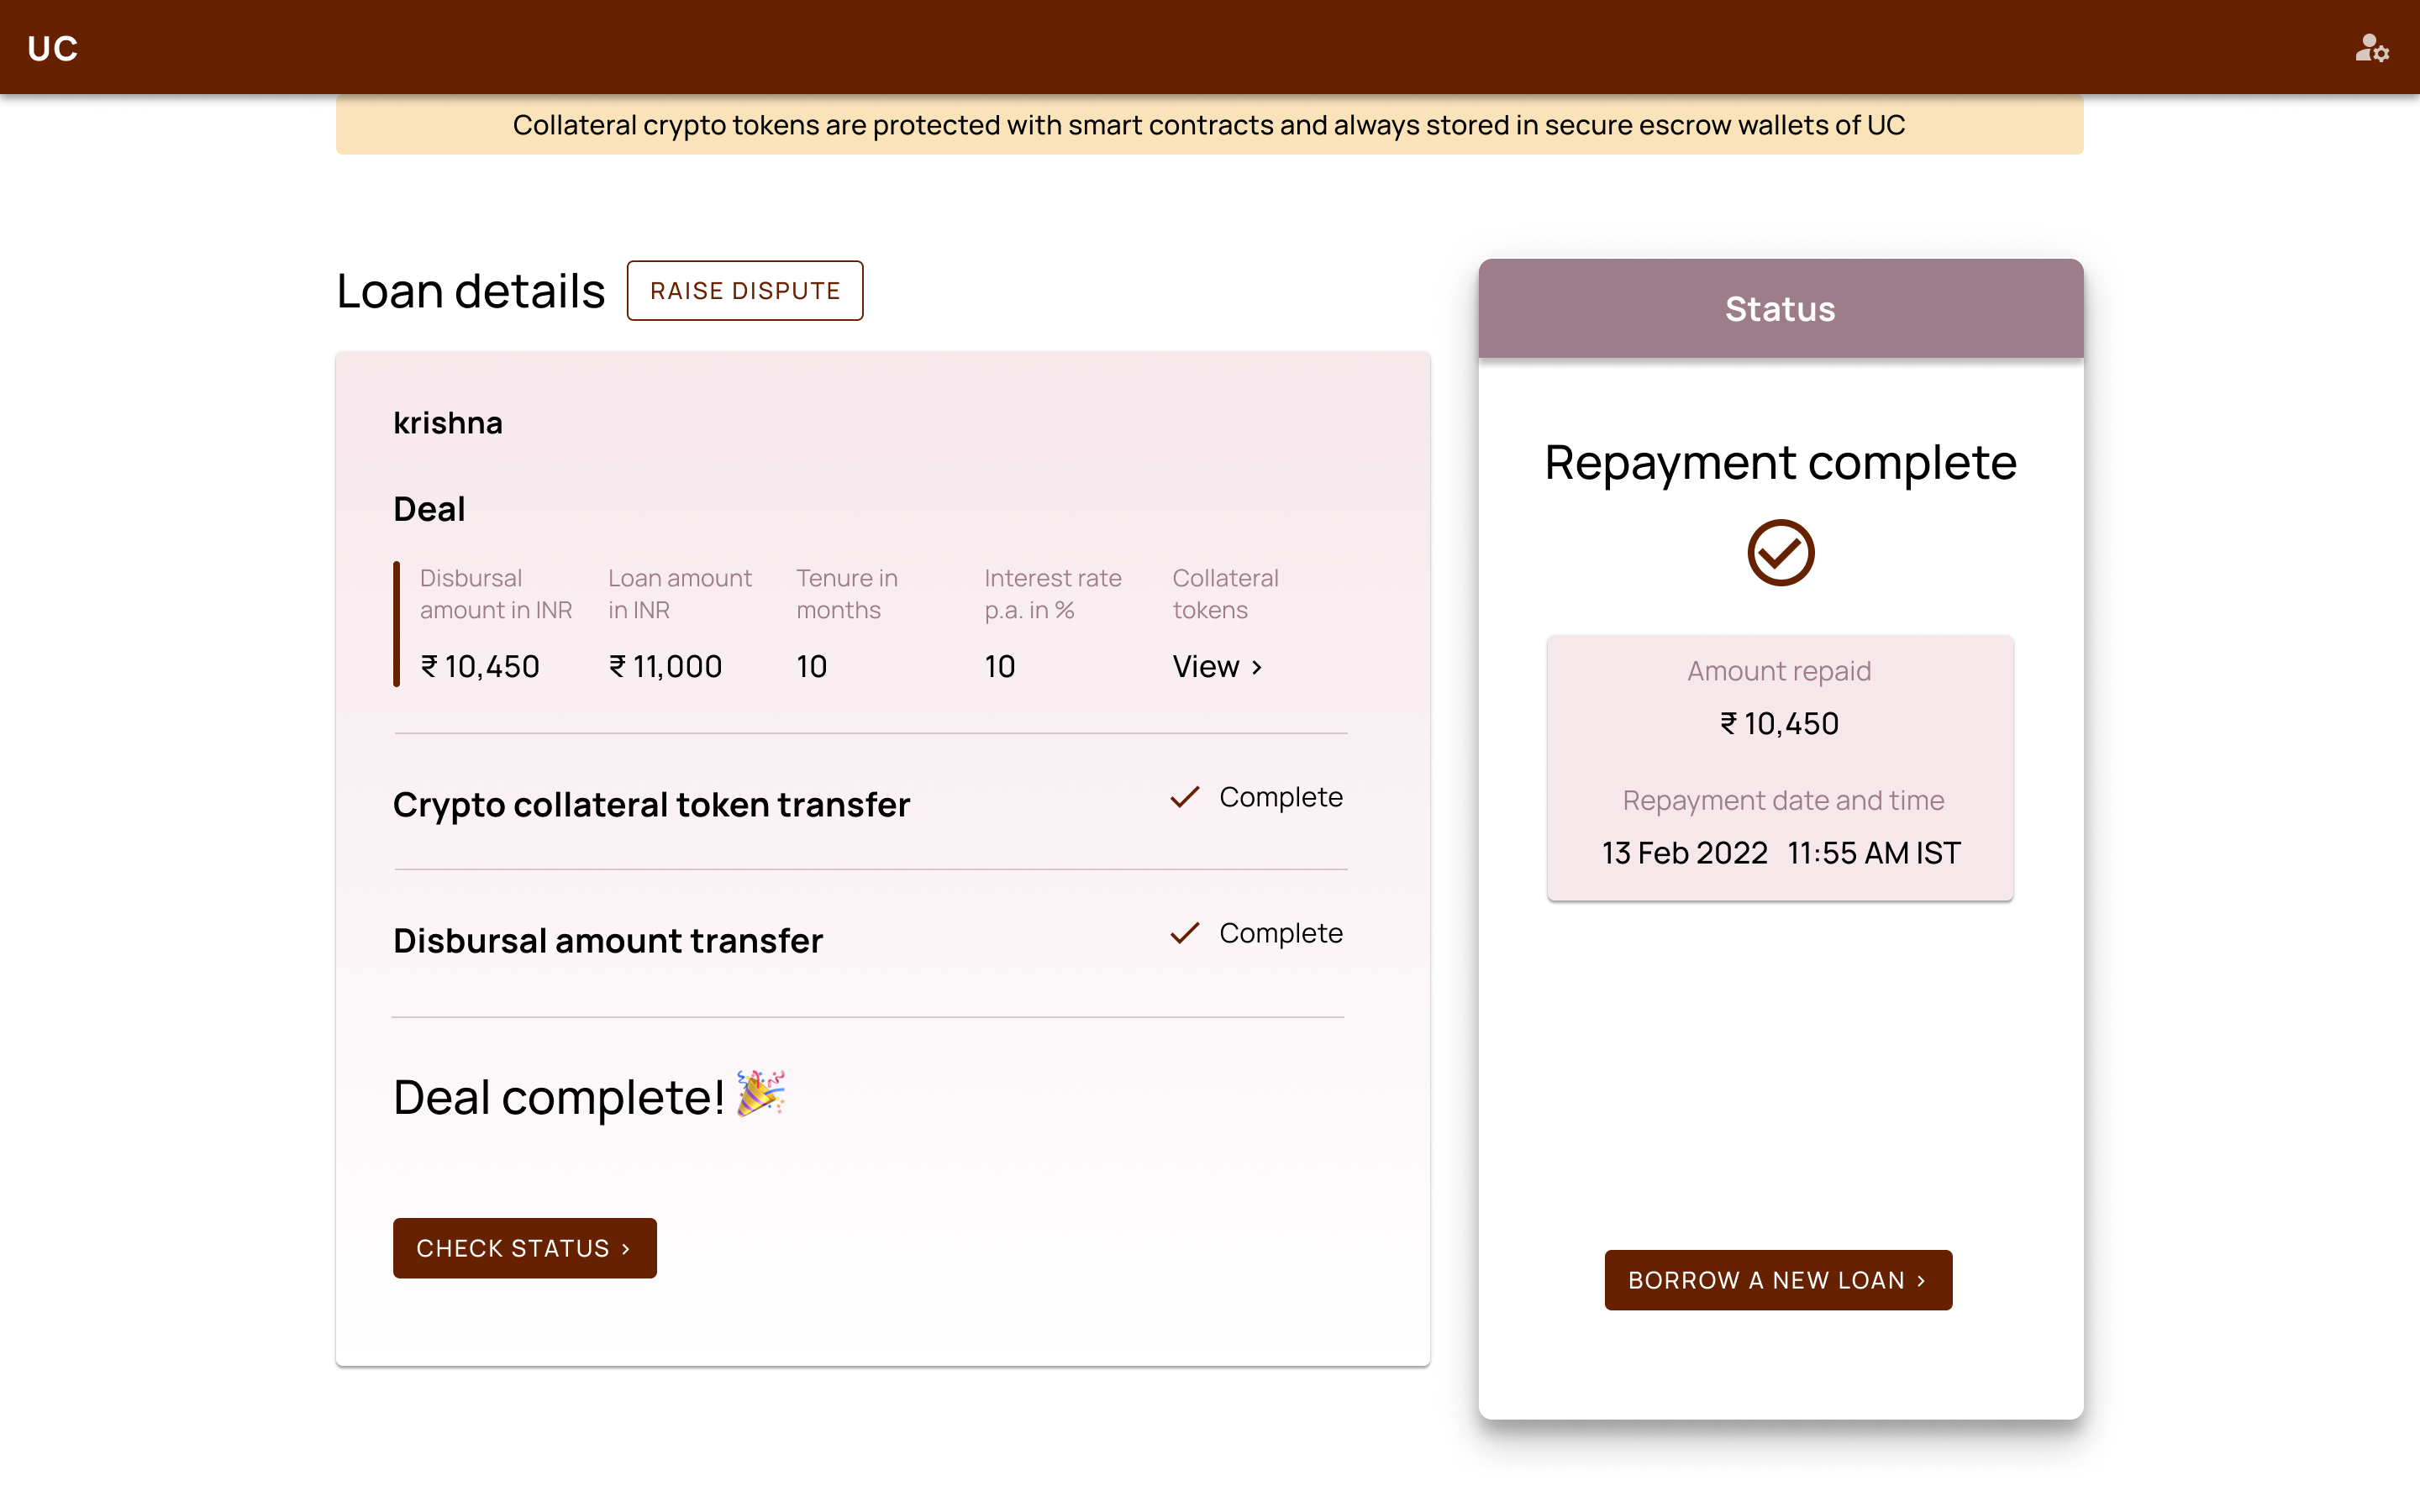 UC
Collateral crypto tokens are protected with smart contracts and always stored in secure escrow wallets of UC
Loan details
RAISE DISPUTE
krishna
Deal
Disbursal
amount in INR
₹ 10,450
Loan amount
in INR
₹ 11,000
Tenure in
months
10
Interest rate
p.a. in %
10
Collateral
tokens
View >
Crypto collateral token transfer
Complete
Disbursal amount transfer
Complete
Deal complete! 🎉
CHECK STATUS >
Status
Repayment complete
Amount repaid
₹ 10,450
Repayment date and time
13 Feb 2022 11:55 AM IST
BORROW A NEW LOAN >